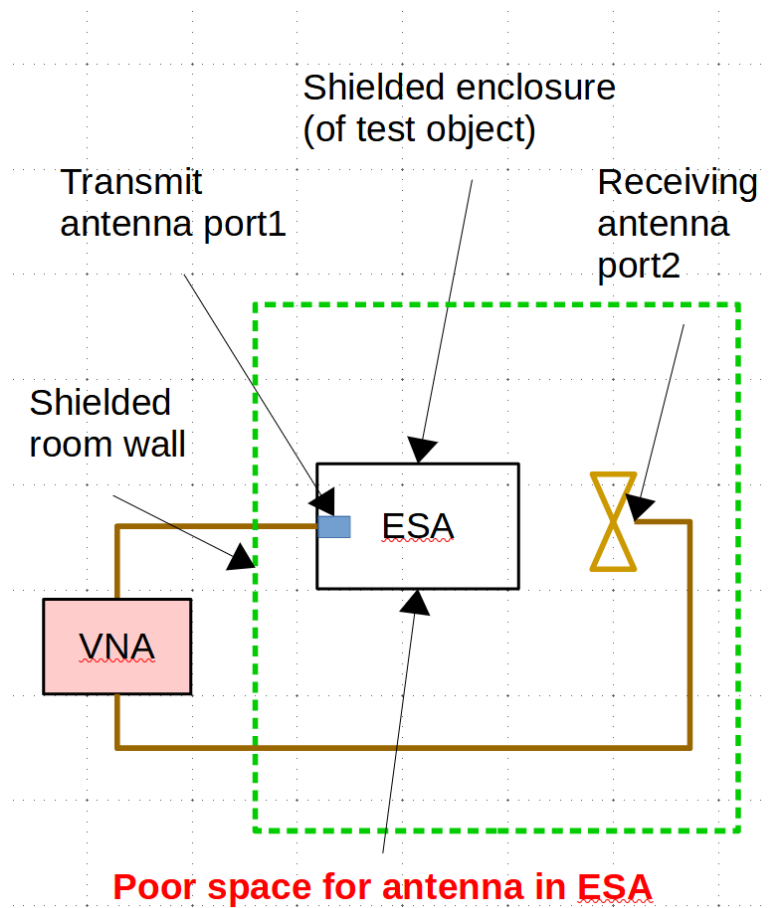 Shielded enclosure
(of test object)
Transmit
antenna port1
Receiving
antenna
port2
Shielded
room wall
ESA
VNA
Poor space for antenna in ESA